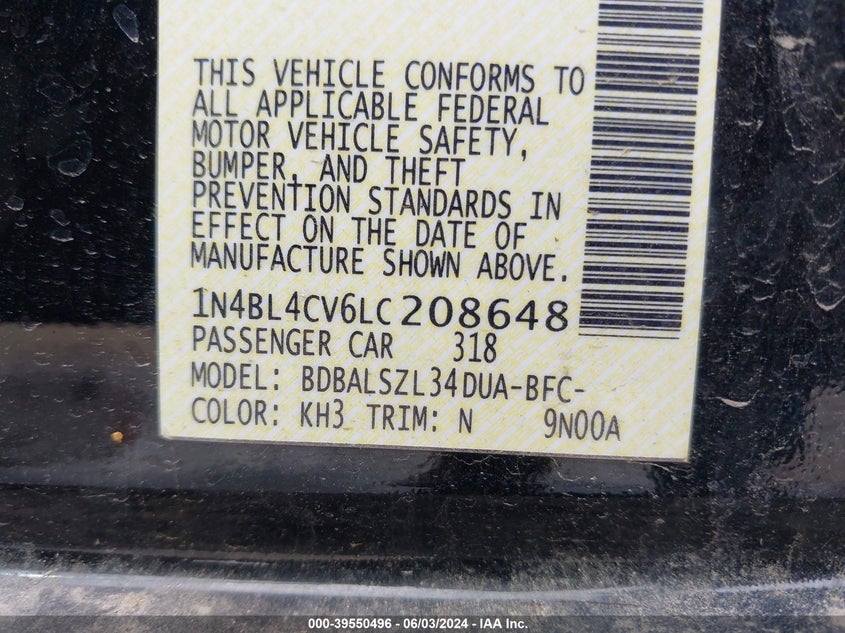 THIS VEHICLE CONFORMS TO
ALL APPLICABLE FEDERAL
MOTOR VEHICLE SAFETY,
BUMPER, AND THEFT
PREVENTION STANDARDS IN
EFFECT ON THE DATE OF
MANUFACTURE SHOWN ABOVE.
1N4BL4CV6LC208648
PASSENGER CAR 318
MODEL: BDBALSZL34DUA-BFC-
COLOR: KH3 TRIM: N 9N00A
000-39550496 - 06/03/2024 - IAA Inc.